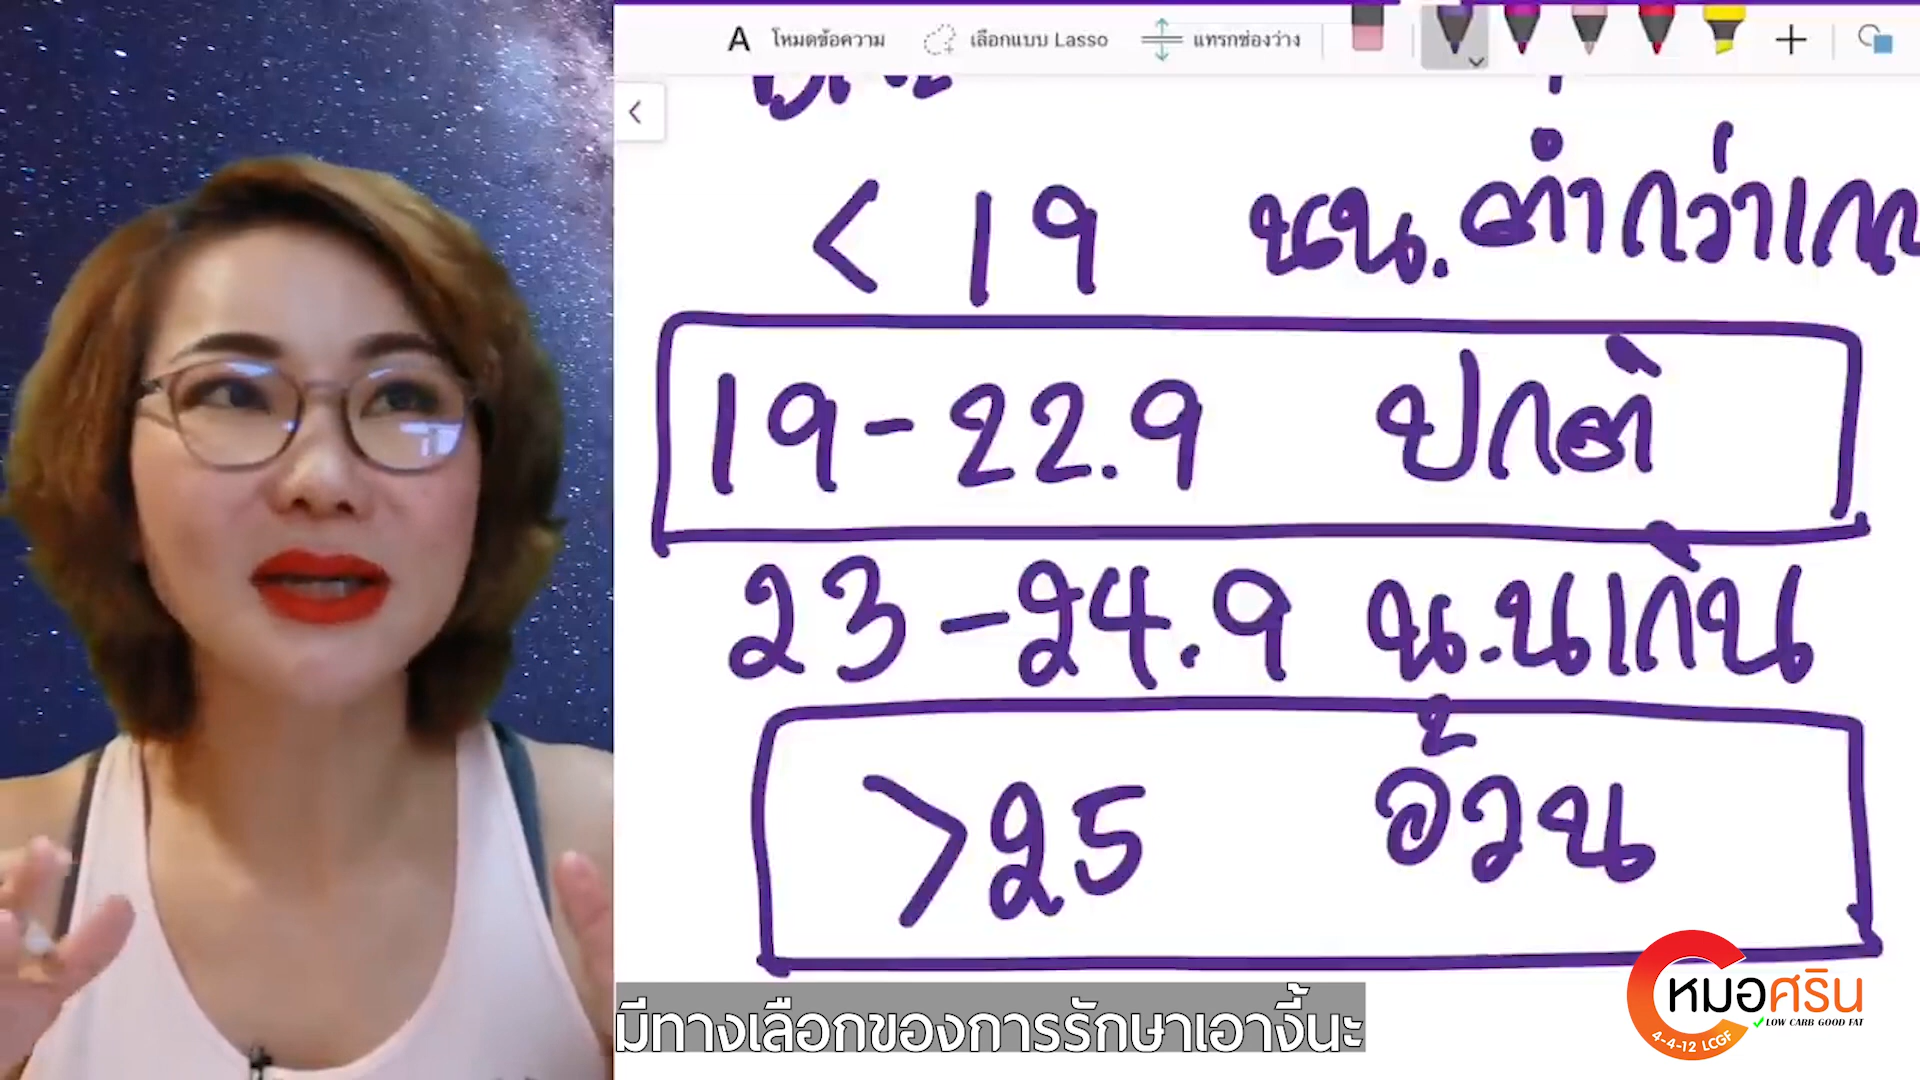 A โหมดข้อความ เลือกแบบ Lasso แทรกช่องว่าง
< 19 นน. ต่ำกว่าเกณ
19-22.9 ปกติ
23-24.9 น.นเกิน
>25 อ้วน
มีทางเลือกของการรักษาเอางี้นะ
หมอศริน
LOW CARB GOOD FAT
4-4-12 LCGF